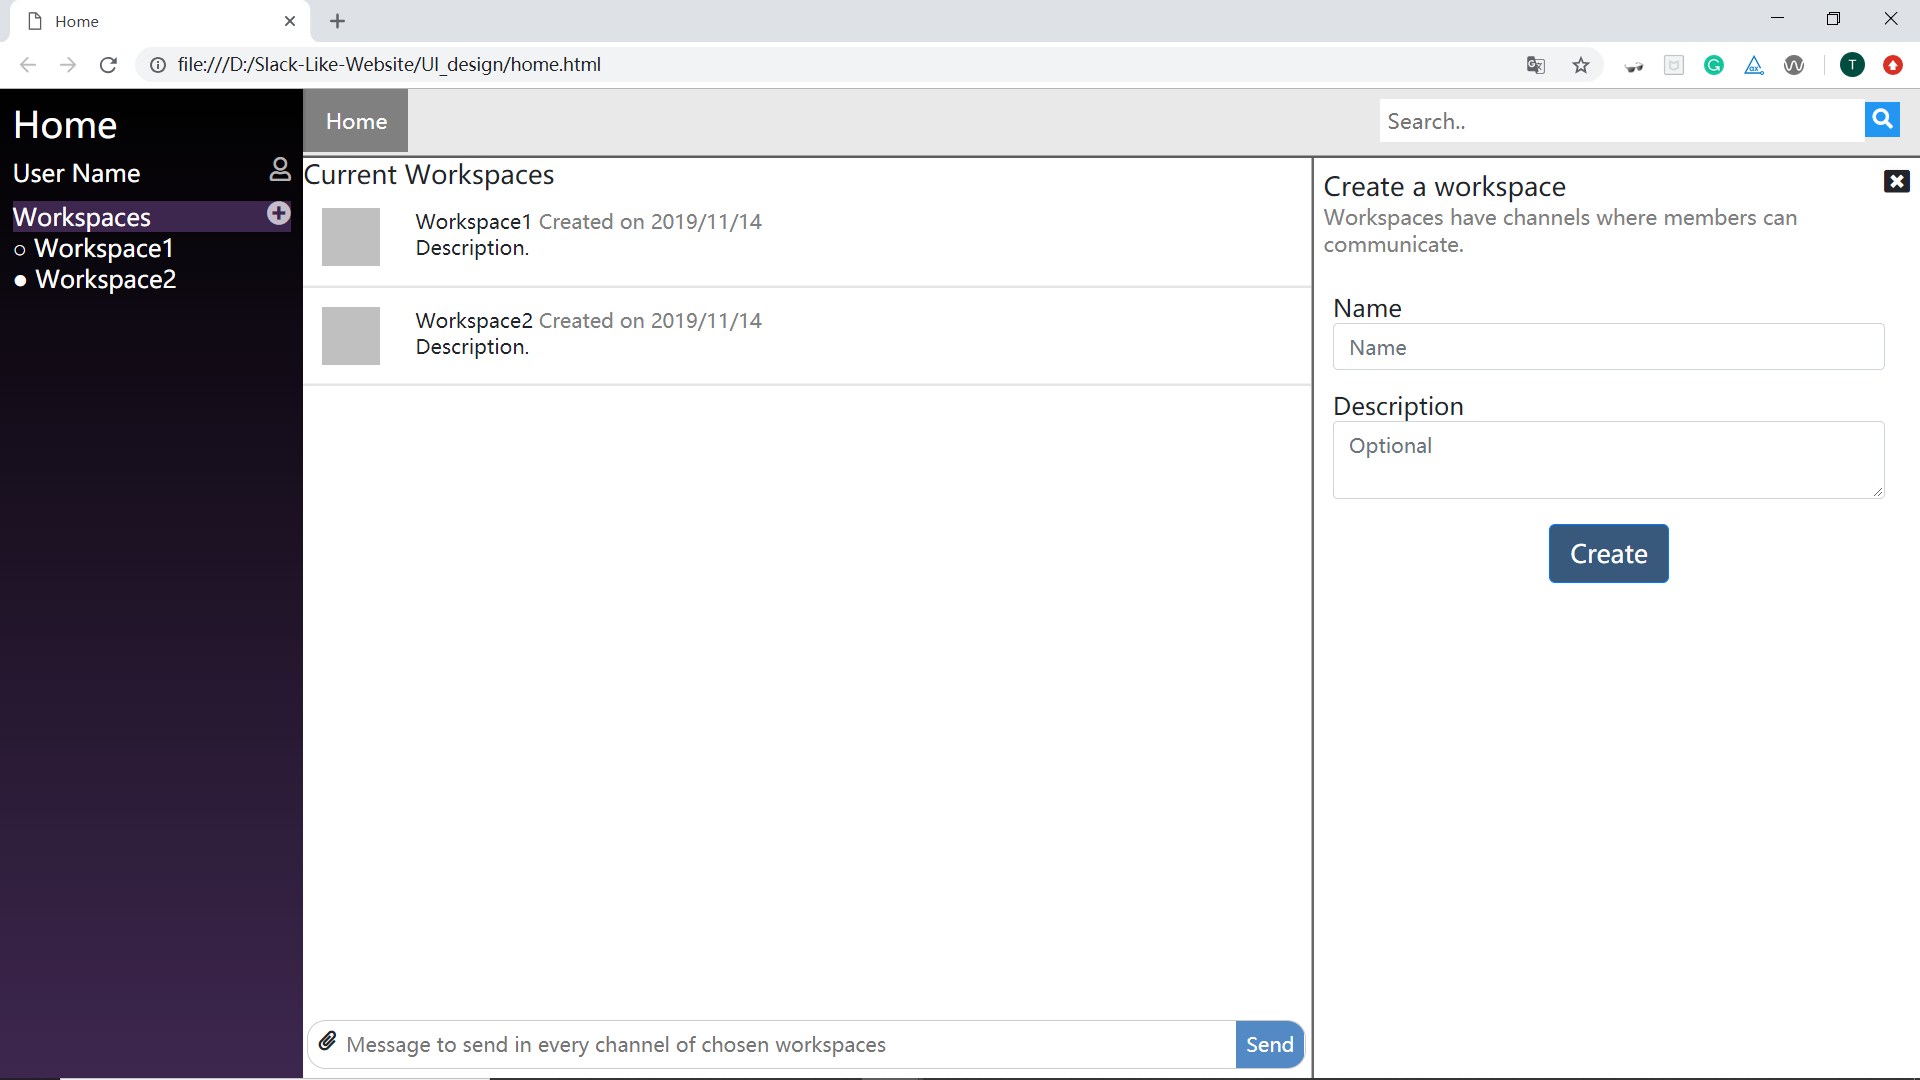 Home
file:///D:/Slack-Like-Website/UI_design/home.html
T
Home
User Name
Workspaces
○ Workspace1
● Workspace2
Home
Search..
Current Workspaces
Workspace1 Created on 2019/11/14
Description.
Workspace2 Created on 2019/11/14
Description.
Message to send in every channel of chosen workspaces
Send
Create a workspace
Workspaces have channels where members can
communicate.
Name
Name
Description
Optional
Create